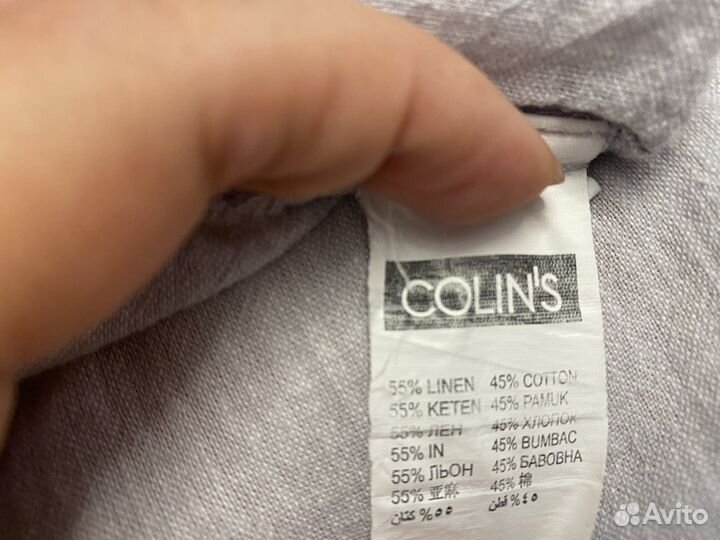 COLIN'S
55% LINEN 45% COTTON
55% KETEN 45% PAMUK
55% ЛЕН 45% ХЛОПОК
55% IN 45% BUMBAC
55% ЛЬОН 45% БАВОВНА
55% 亚麻 45% 棉
٥٥% كتان ٤٥% قطن
Avito